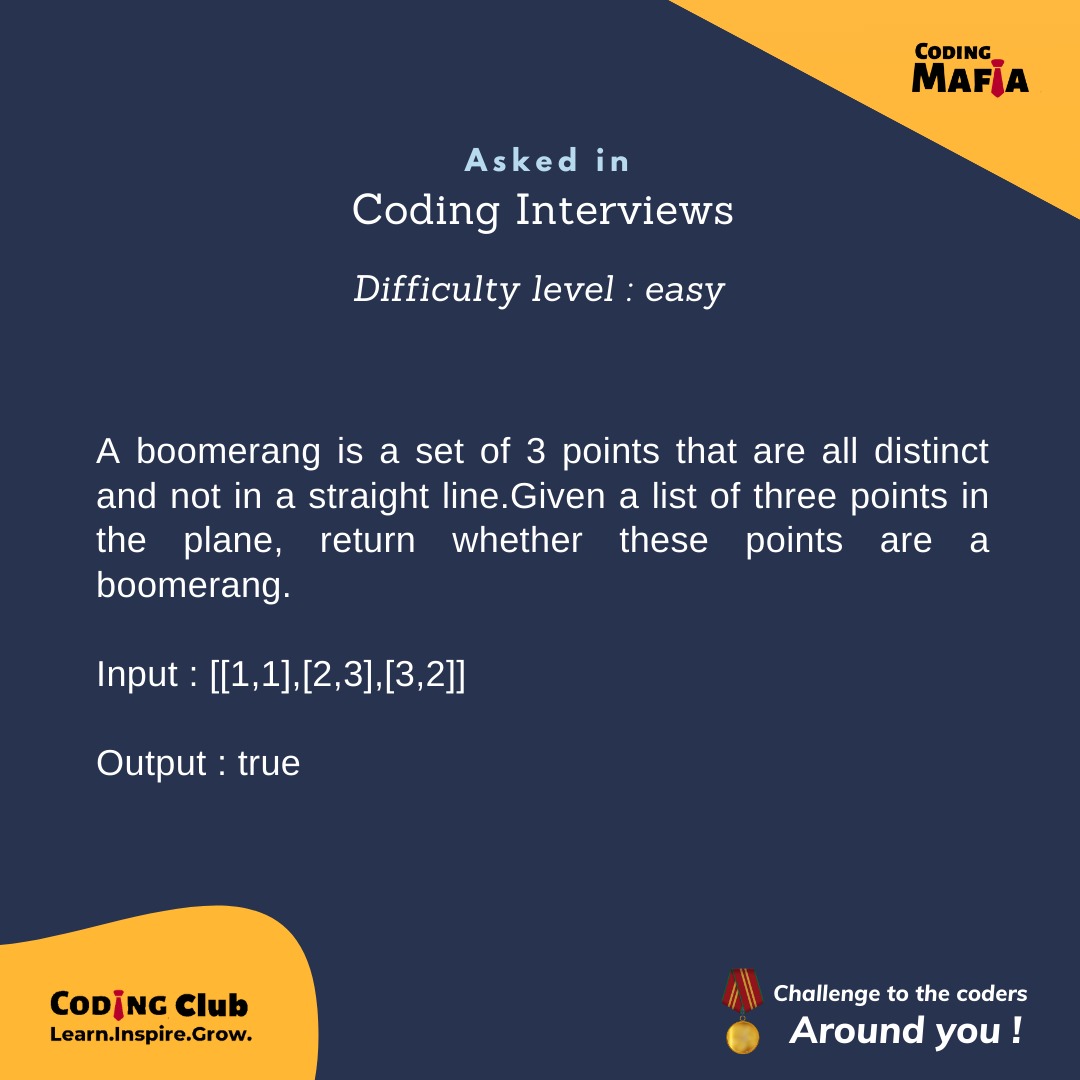 CODING
MAFIA
Asked in
Coding Interviews
Difficulty level : easy
A boomerang is a set of 3 points that are all distinct
and not in a straight line.Given a list of three points in
the plane, return whether these points are a
boomerang.
Input : [[1,1],[2,3],[3,2]]
Output : true
CODING Club
Learn.Inspire.Grow.
Challenge to the coders
Around you !